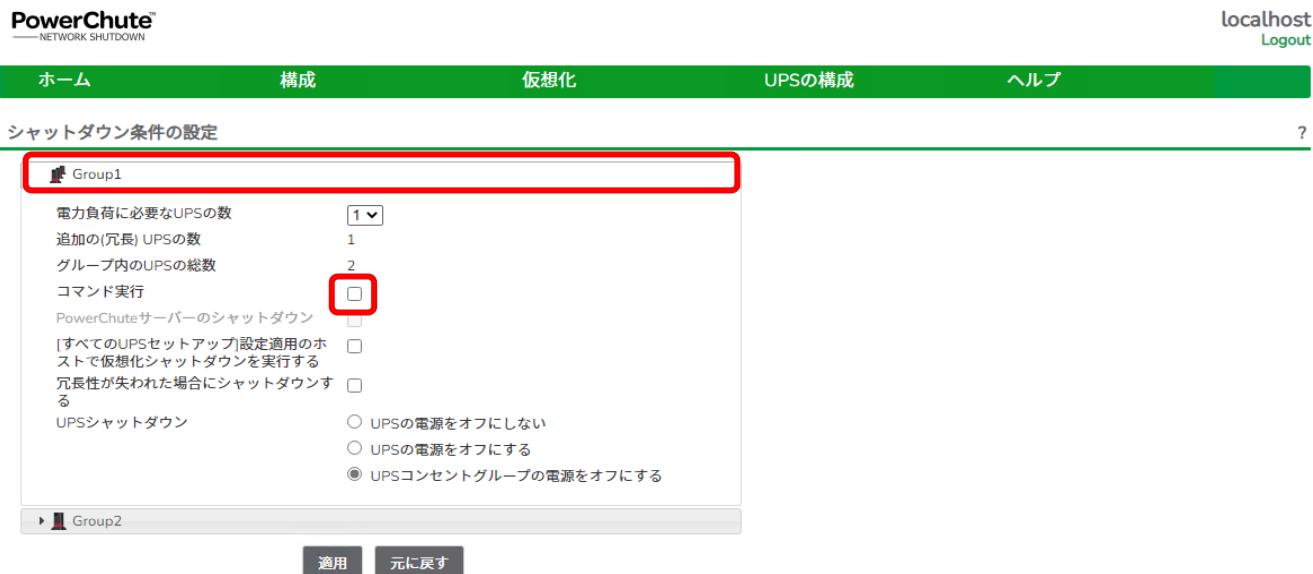 PowerChute™
NETWORK SHUTDOWN
localhost
Logout
ホーム 構成 仮想化 UPSの構成 ヘルプ
シャットダウン条件の設定 ?
Group1
電力負荷に必要なUPSの数 1
追加の(冗長) UPSの数 1
グループ内のUPSの総数 2
コマンド実行
PowerChuteサーバーのシャットダウン
[すべてのUPSセットアップ]設定適用のホ
ストで仮想化シャットダウンを実行する
冗長性が失われた場合にシャットダウンす
る
UPSシャットダウン UPSの電源をオフにしない
UPSの電源をオフにする
UPSコンセントグループの電源をオフにする
Group2
適用 元に戻す